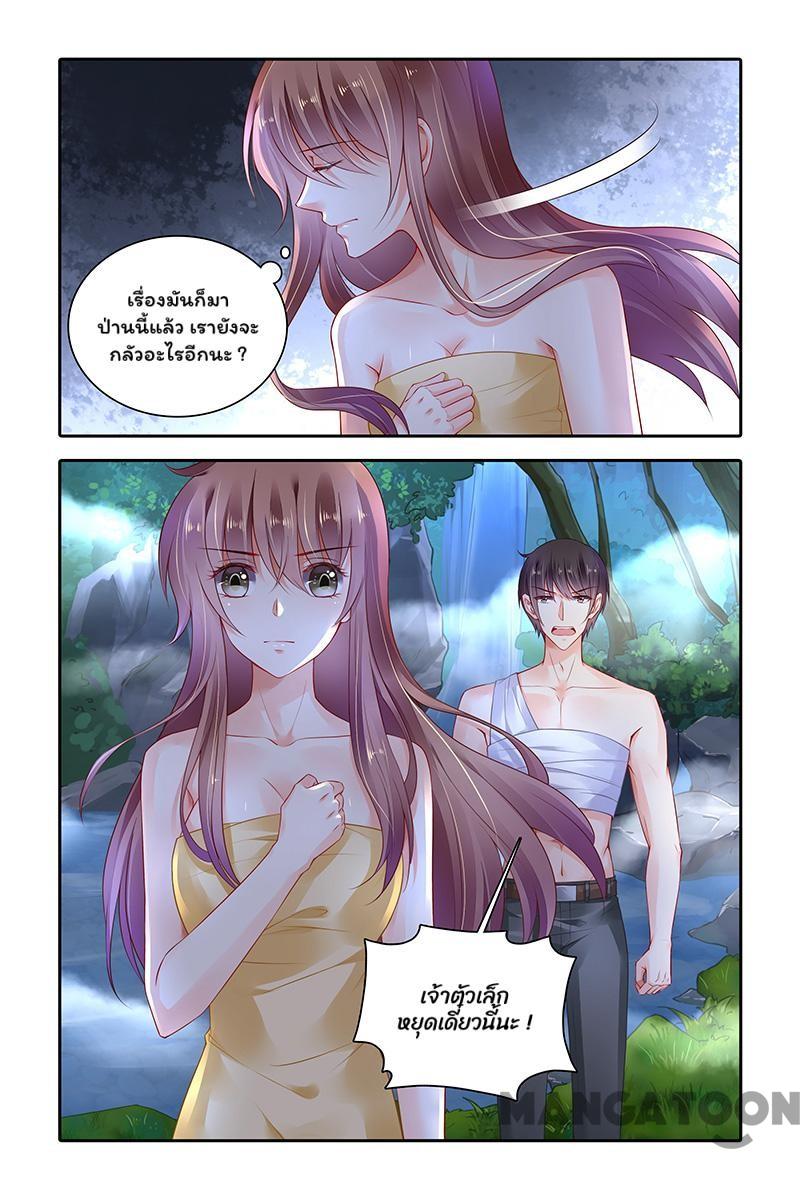 เรื่องมันก็มา
ป่านนี้แล้ว เรายังจะ
กลัวอะไรอีกนะ ?
เจ้าตัวเล็ก
หยุดเดี๋ยวนี้นะ !
MANGATOON